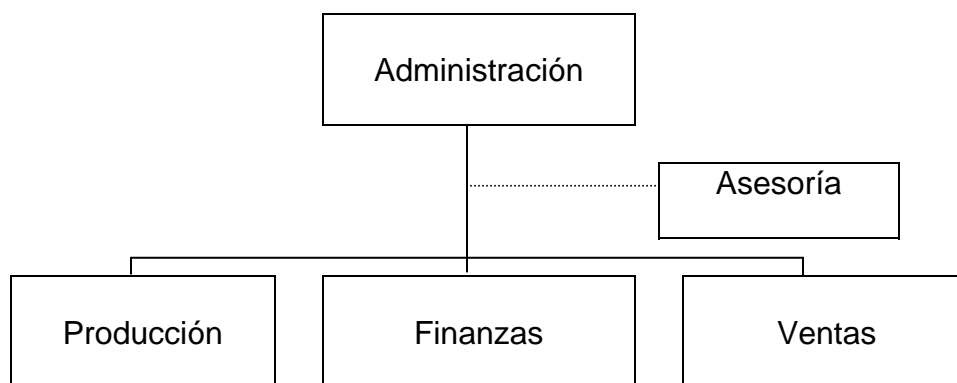 Administración
Asesoría
Producción
Finanzas
Ventas